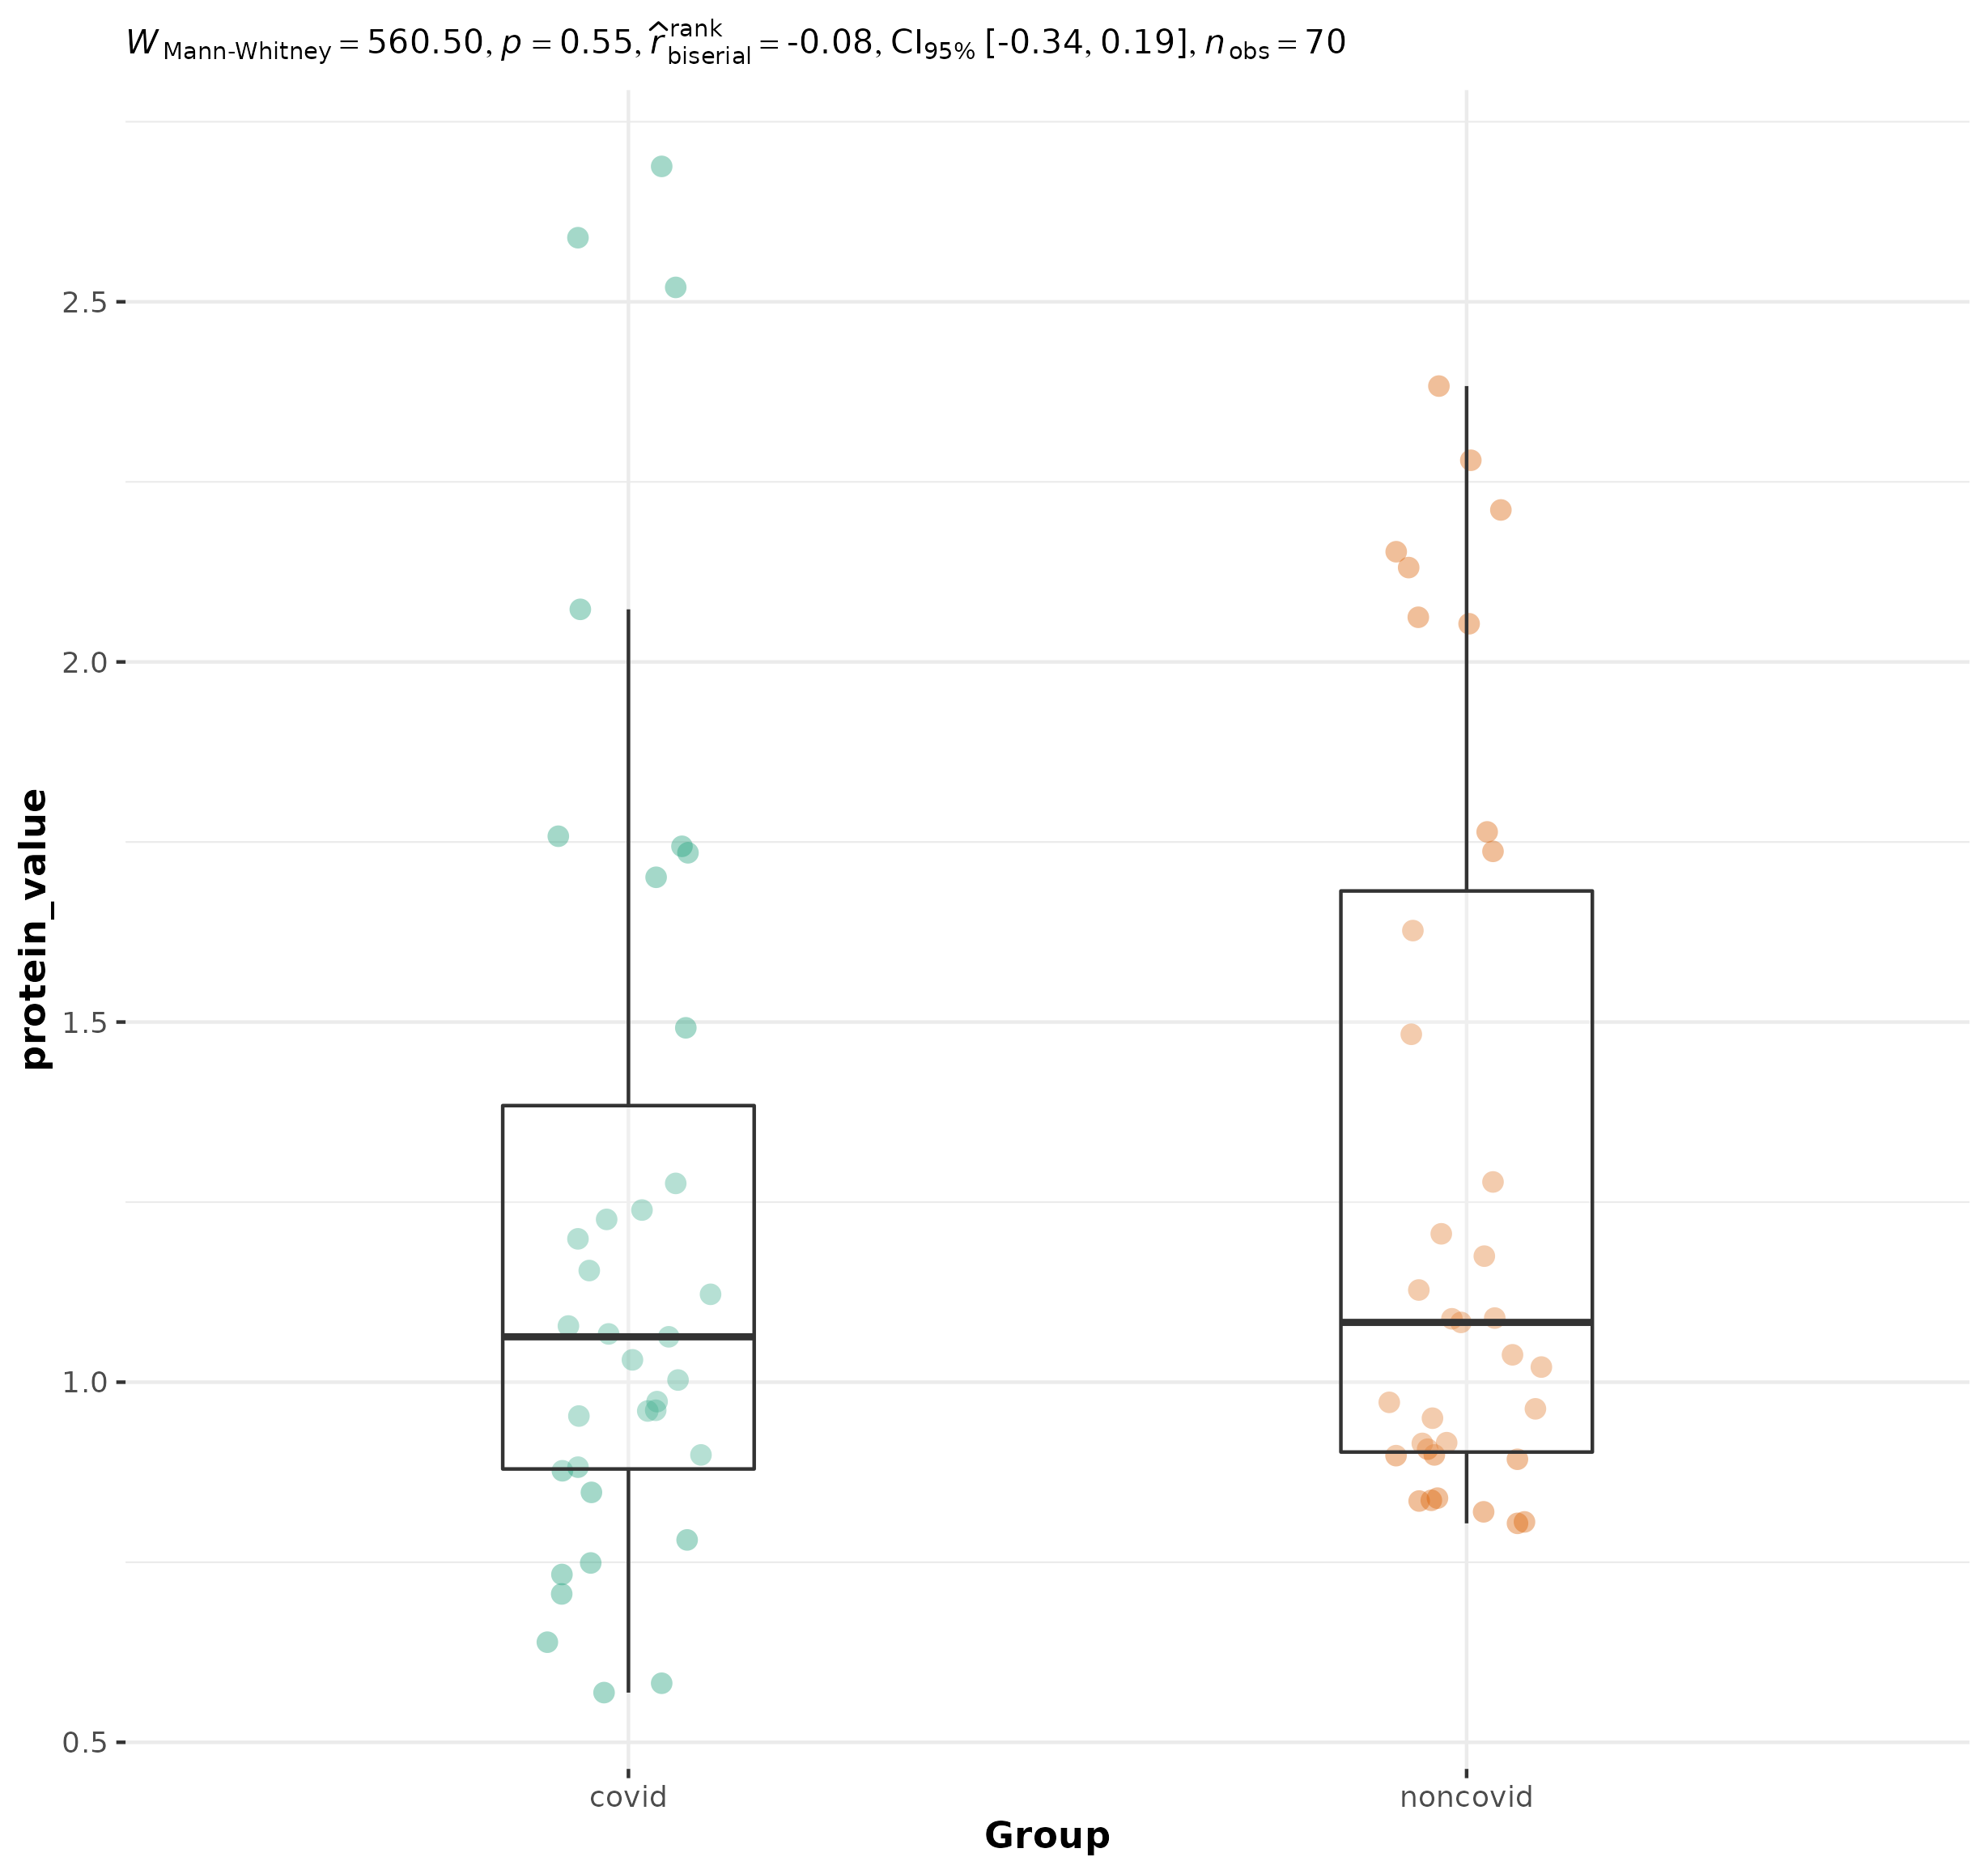 W Mann-Whitney = 560.50, p = 0.55, r̂ rank biserial = -0.08, CI95% [-0.34, 0.19], n obs = 70
protein_value
2.5
2.0
1.5
1.0
0.5
covid noncovid
Group